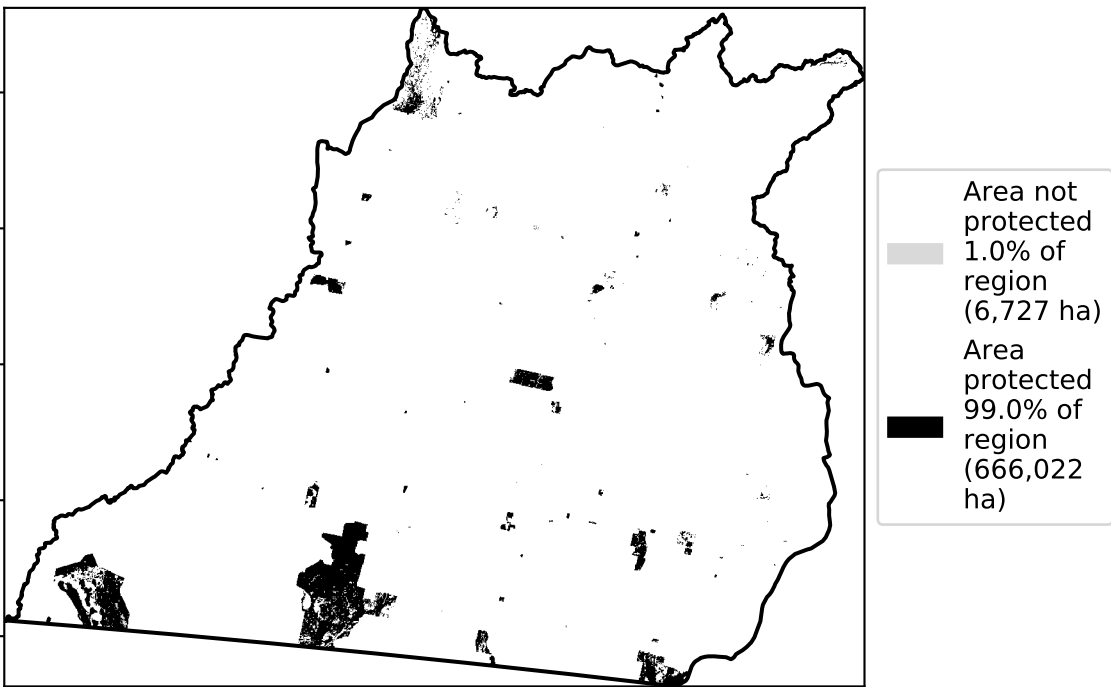 Area not
protected
1.0% of
region
(6,727 ha)
Area
protected
99.0% of
region
(666,022
ha)